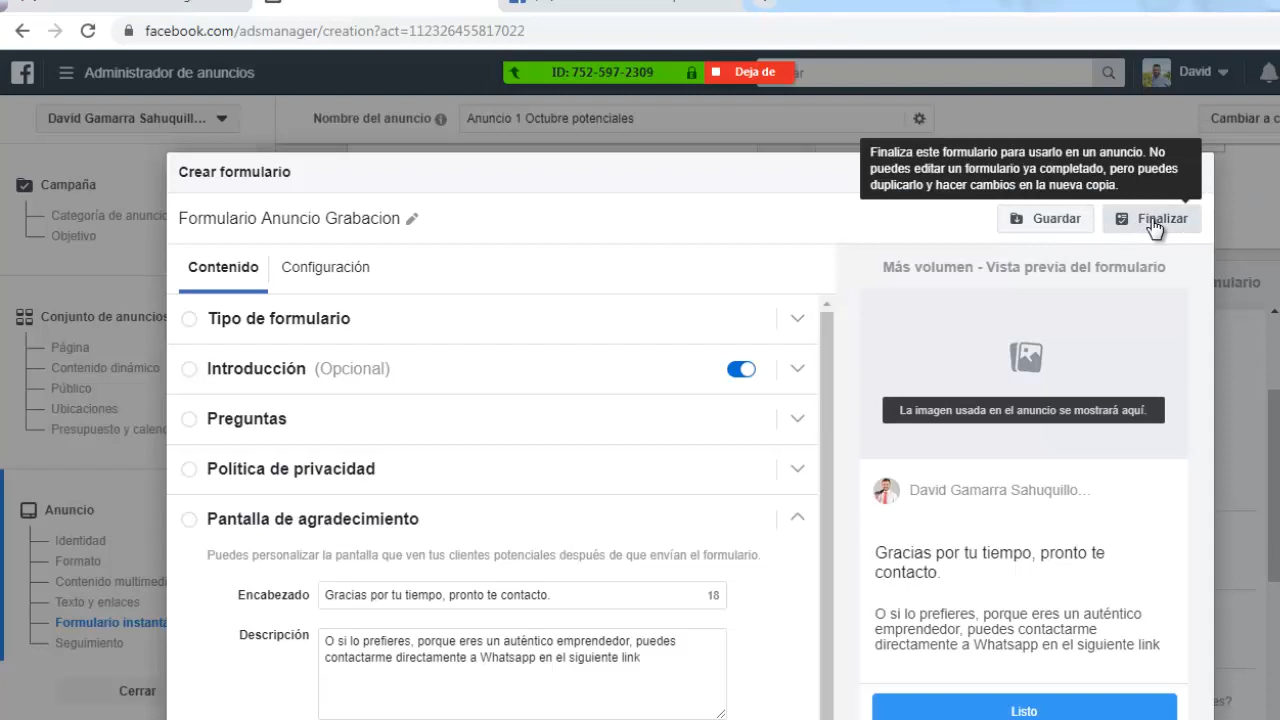 facebook.com/adsmanager/creation?act=112326455817022
Administrador de anuncios
ID: 752-597-2309
Deja de
David
David Gamarra Sahuquill...
Nombre del anuncio
Anuncio 1 Octubre potenciales
Cambiar a c
Finaliza este formulario para usarlo en un anuncio. No
puedes editar un formulario ya completado, pero puedes
duplicarlo y hacer cambios en la nueva copia.
Crear formulario
Formulario Anuncio Grabacion
Guardar
Finalizar
Campaña
Categoría de anuncio
Objetivo
Conjunto de anuncios
Página
Contenido dinámico
Público
Ubicaciones
Presupuesto y calend
Anuncio
Identidad
Formato
Contenido multimed
Texto y enlaces
Formulario instanta
Seguimiento
Cerrar
Contenido
Configuración
Tipo de formulario
Introducción (Opcional)
Preguntas
Política de privacidad
Pantalla de agradecimiento
Puedes personalizar la pantalla que ven tus clientes potenciales después de que envían el formulario.
Encabezado
Gracias por tu tiempo, pronto te contacto.
18
Descripción
O si lo prefieres, porque eres un auténtico emprendedor, puedes
contactarme directamente a Whatsapp en el siguiente link
Más volumen - Vista previa del formulario
La imagen usada en el anuncio se mostrará aquí.
David Gamarra Sahuquillo...
Gracias por tu tiempo, pronto te
contacto.
O si lo prefieres, porque eres un auténtico
emprendedor, puedes contactarme
directamente a Whatsapp en el siguiente link
Listo